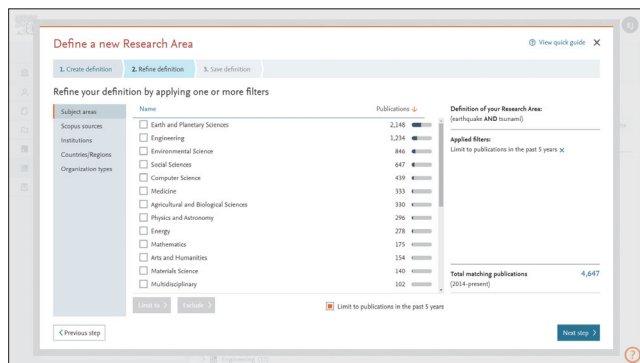 Define a new Research Area
View quick guide
1. Create definition
2. Refine definition
3. Save definition
Refine your definition by applying one or more filters
Subject areas
Scopus sources
Institutions
Countries/Regions
Organization types
Name Publications
Earth and Planetary Sciences 2,148
Engineering 1,234
Environmental Science 846
Social Sciences 647
Computer Science 439
Medicine 333
Agricultural and Biological Sciences 330
Physics and Astronomy 296
Energy 278
Mathematics 175
Arts and Humanities 154
Materials Science 140
Multidisciplinary 102
Limit to
Exclude
Limit to publications in the past 5 years
Definition of your Research Area:
(earthquake AND tsunami)
Applied filters:
Limit to publications in the past 5 years
Total matching publications 4,647
(2014-present)
Previous step
Next step